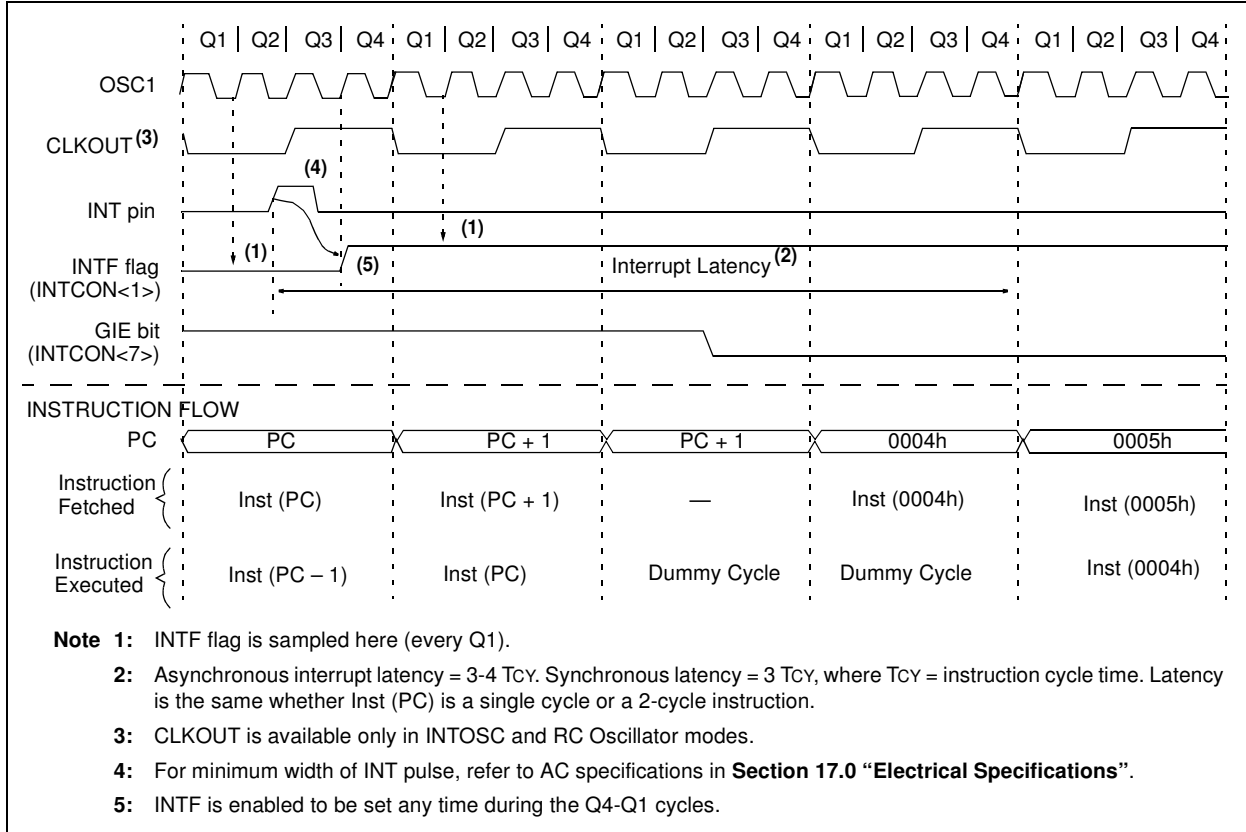 Q1 | Q2 | Q3 | Q4 Q1 | Q2 | Q3 | Q4 Q1 | Q2 | Q3 | Q4 Q1 | Q2 | Q3 | Q4 Q1 | Q2 | Q3 | Q4
OSC1
CLKOUT (3)
(4)
INT pin
(1)
(1)
INTF flag
(INTCON<1>)
(5)
Interrupt Latency (2)
GIE bit
(INTCON<7>)
INSTRUCTION FLOW
PC PC PC + 1 PC + 1 0004h 0005h
Instruction
Fetched
Inst (PC) Inst (PC + 1) — Inst (0004h) Inst (0005h)
Instruction
Executed
Inst (PC – 1) Inst (PC) Dummy Cycle Dummy Cycle Inst (0004h)
Note 1: INTF flag is sampled here (every Q1).
2: Asynchronous interrupt latency = 3-4 TCY. Synchronous latency = 3 TCY, where TCY = instruction cycle time. Latency
is the same whether Inst (PC) is a single cycle or a 2-cycle instruction.
3: CLKOUT is available only in INTOSC and RC Oscillator modes.
4: For minimum width of INT pulse, refer to AC specifications in Section 17.0 “Electrical Specifications”.
5: INTF is enabled to be set any time during the Q4-Q1 cycles.